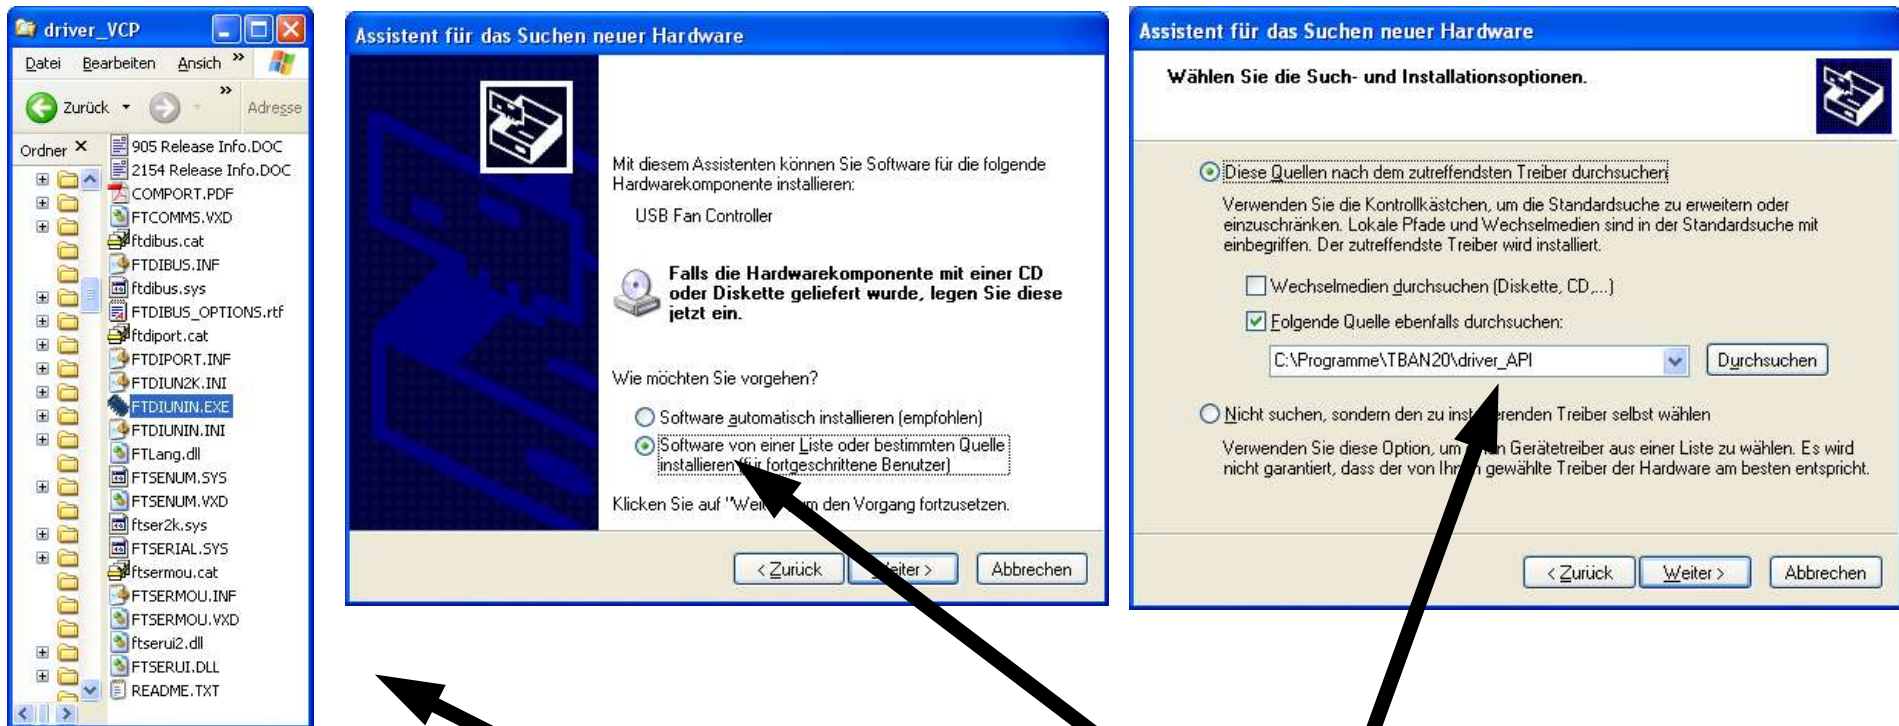 driver_VCP
Datei Bearbeiten Ansich »
Zurück » Adresse
Ordner
905 Release Info.DOC
2154 Release Info.DOC
COMPORT.PDF
FTCOMMS.VXD
ftdibus.cat
FTDIBUS.INF
ftdibus.sys
FTDIBUS_OPTIONS.rtf
ftdiport.cat
FTDIPORT.INF
FTDIUN2K.INI
FTDIUNIN.EXE
FTDIUNIN.INI
FTLang.dll
FTSENUM.SYS
FTSENUM.VXD
ftser2k.sys
FTSERIAL.SYS
ftsermou.cat
FTSERMOU.INF
FTSERMOU.VXD
ftserui2.dll
FTSERUI.DLL
README.TXT
Assistent für das Suchen neuer Hardware
Mit diesem Assistenten können Sie Software für die folgende
Hardwarekomponente installieren:
USB Fan Controller
Falls die Hardwarekomponente mit einer CD
oder Diskette geliefert wurde, legen Sie diese
jetzt ein.
Wie möchten Sie vorgehen?
Software automatisch installieren (empfohlen)
Software von einer Liste oder bestimmten Quelle
installieren (für fortgeschrittene Benutzer)
Klicken Sie auf "Wei um den Vorgang fortzusetzen.
< Zurück Weiter > Abbrechen
Assistent für das Suchen neuer Hardware
Wählen Sie die Such- und Installationsoptionen.
Diese Quellen nach dem zutreffendsten Treiber durchsuchen
Verwenden Sie die Kontrollkästchen, um die Standardsuche zu erweitern oder
einzuschränken. Lokale Pfade und Wechselmedien sind in der Standardsuche mit
einbegriffen. Der zutreffendste Treiber wird installiert.
Wechselmedien durchsuchen (Diskette, CD,...)
Folgende Quelle ebenfalls durchsuchen:
C:\Programme\TBAN20\driver_API Durchsuchen
Nicht suchen, sondern den zu installierenden Treiber selbst wählen
Verwenden Sie diese Option, um einen Gerätetreiber aus einer Liste zu wählen. Es wird
nicht garantiert, dass der von Ihnen gewählte Treiber der Hardware am besten entspricht.
< Zurück Weiter > Abbrechen